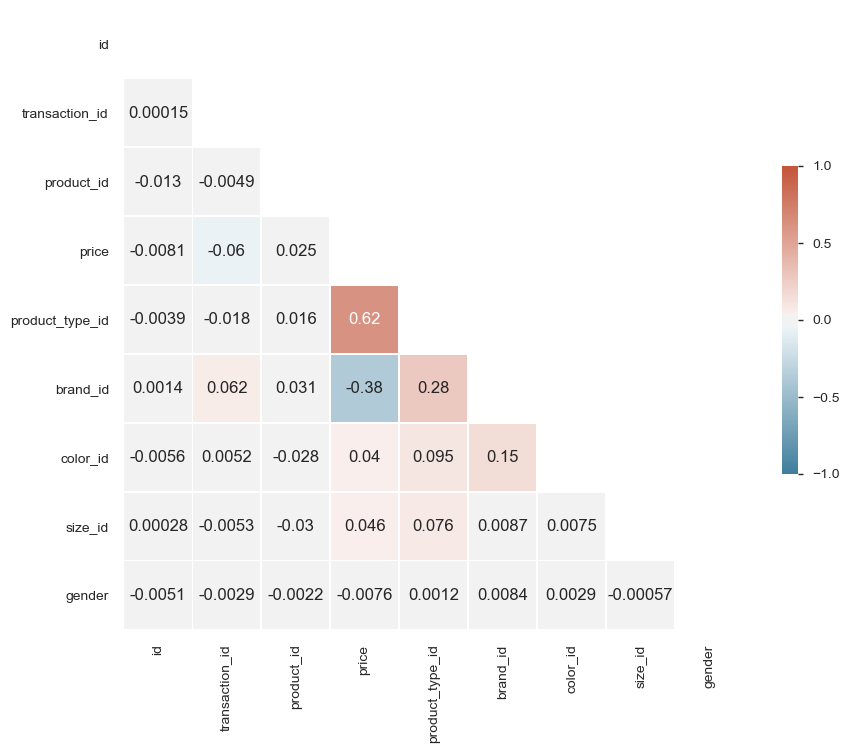 id
transaction_id 0.00015
product_id -0.013 -0.0049
price -0.0081 -0.06 0.025
product_type_id -0.0039 -0.018 0.016 0.62
brand_id 0.0014 0.062 0.031 -0.38 0.28
color_id -0.0056 0.0052 -0.028 0.04 0.095 0.15
size_id 0.00028 -0.0053 -0.03 0.046 0.076 0.0087 0.0075
gender -0.0051 -0.0029 -0.0022 -0.0076 0.0012 0.0084 0.0029 -0.00057
id transaction_id product_id price product_type_id brand_id color_id size_id gender
1.0
0.5
0.0
−0.5
−1.0